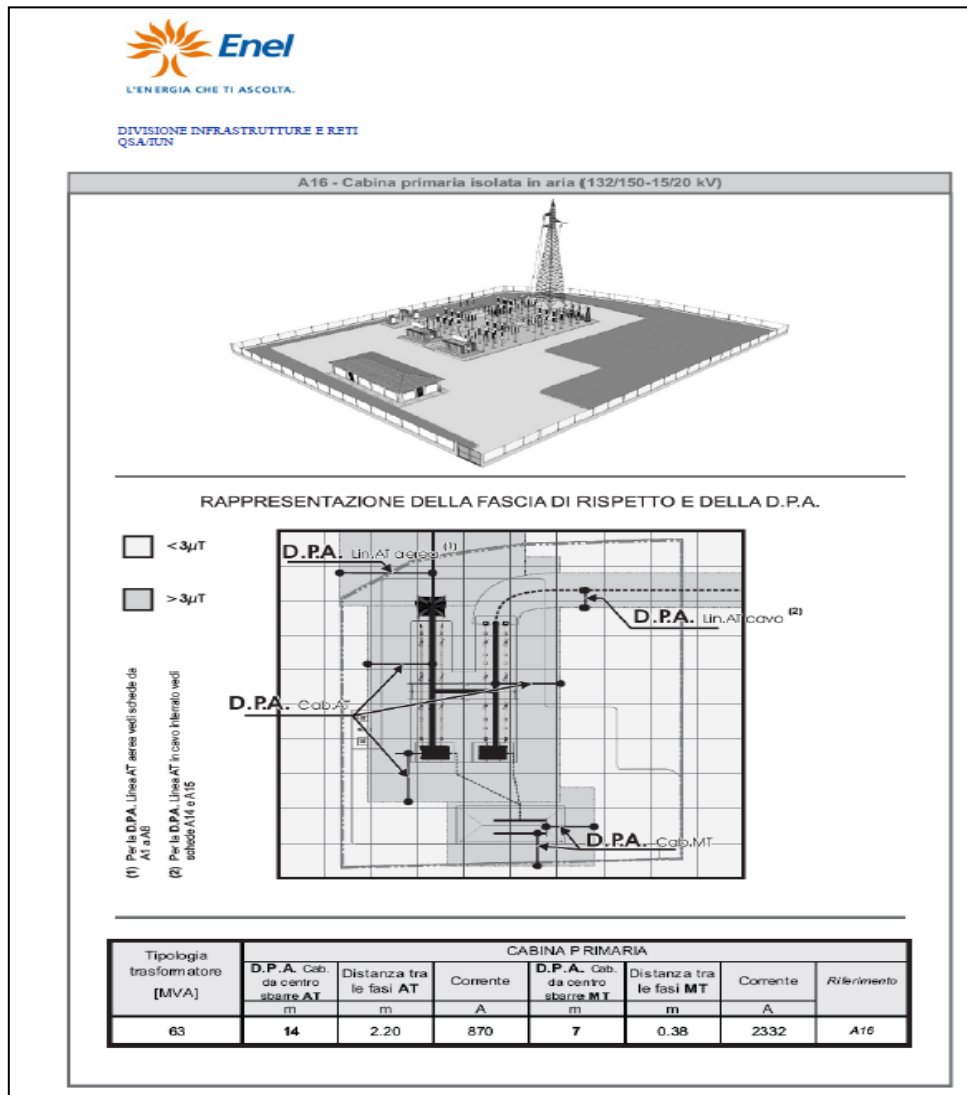 Enel
L'ENERGIA CHE TI ASCOLTA.
DIVISIONE INFRASTRUTTURE E RETI
QSA/IUN
A16 - Cabina primaria isolata in aria (132/150-15/20 kV)
RAPPRESENTAZIONE DELLA FASCIA DI RISPETTO E DELLA D.P.A.
<3µT
>3µT
D.P.A. Lin.AT aerea (1)
D.P.A. Lin.AT cavo (2)
D.P.A. Cab.AT
D.P.A. Cab.MT
(1) Per la D.P.A. Linea AT aerea vedi schede da
A1 a A8
(2) Per la D.P.A. Linea AT in cavo interrato vedi
schede A14 e A15
Tipologia
trasformatore
[MVA]
CABINA PRIMARIA
D.P.A. Cab.
da centro
sbarre AT
Distanza tra
le fasi AT
Corrente
D.P.A. Cab.
da centro
sbarre MT
Distanza tra
le fasi MT
Corrente
Riferimento
m m A m m A
63 14 2.20 870 7 0.38 2332 A16